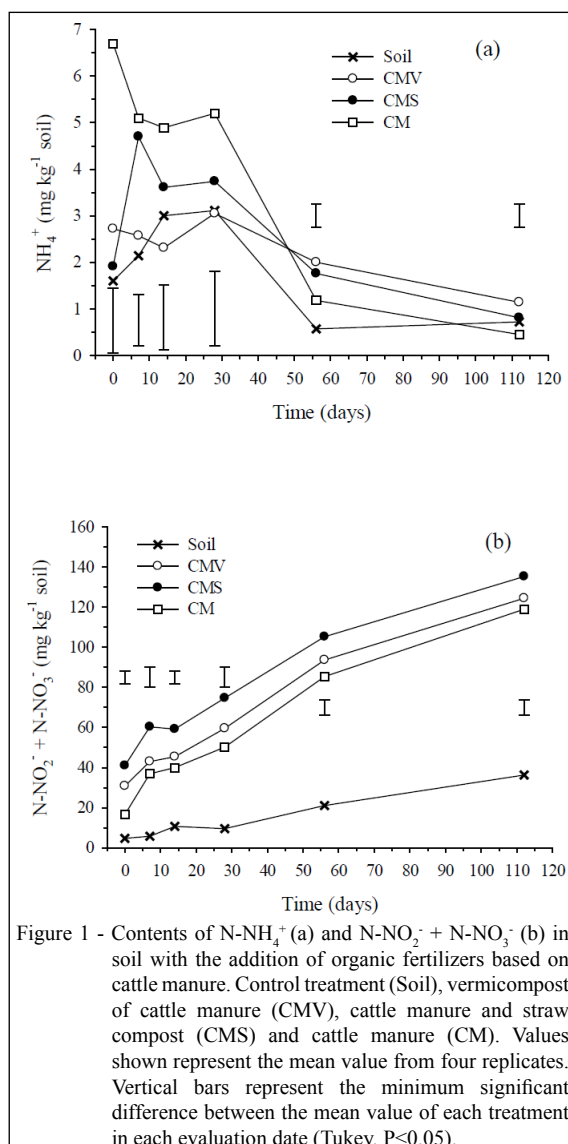 (a)
Soil
CMV
CMS
CM
NH₄⁺ (mg kg⁻¹ soil)
7
6
5
4
3
2
1
0
0 10 20 30 40 50 60 70 80 90 100 110 120
Time (days)
(b)
Soil
CMV
CMS
CM
N-NO₂⁻ + N-NO₃⁻ (mg kg⁻¹ soil)
160
140
120
100
80
60
40
20
0
0 10 20 30 40 50 60 70 80 90 100 110 120
Time (days)
Figure 1 - Contents of N-NH₄⁺ (a) and N-NO₂⁻ + N-NO₃⁻ (b) in
soil with the addition of organic fertilizers based on
cattle manure. Control treatment (Soil), vermicompost
of cattle manure (CMV), cattle manure and straw
compost (CMS) and cattle manure (CM). Values
shown represent the mean value from four replicates.
Vertical bars represent the minimum significant
difference between the mean value of each treatment
in each evaluation date (Tukey, P<0.05).